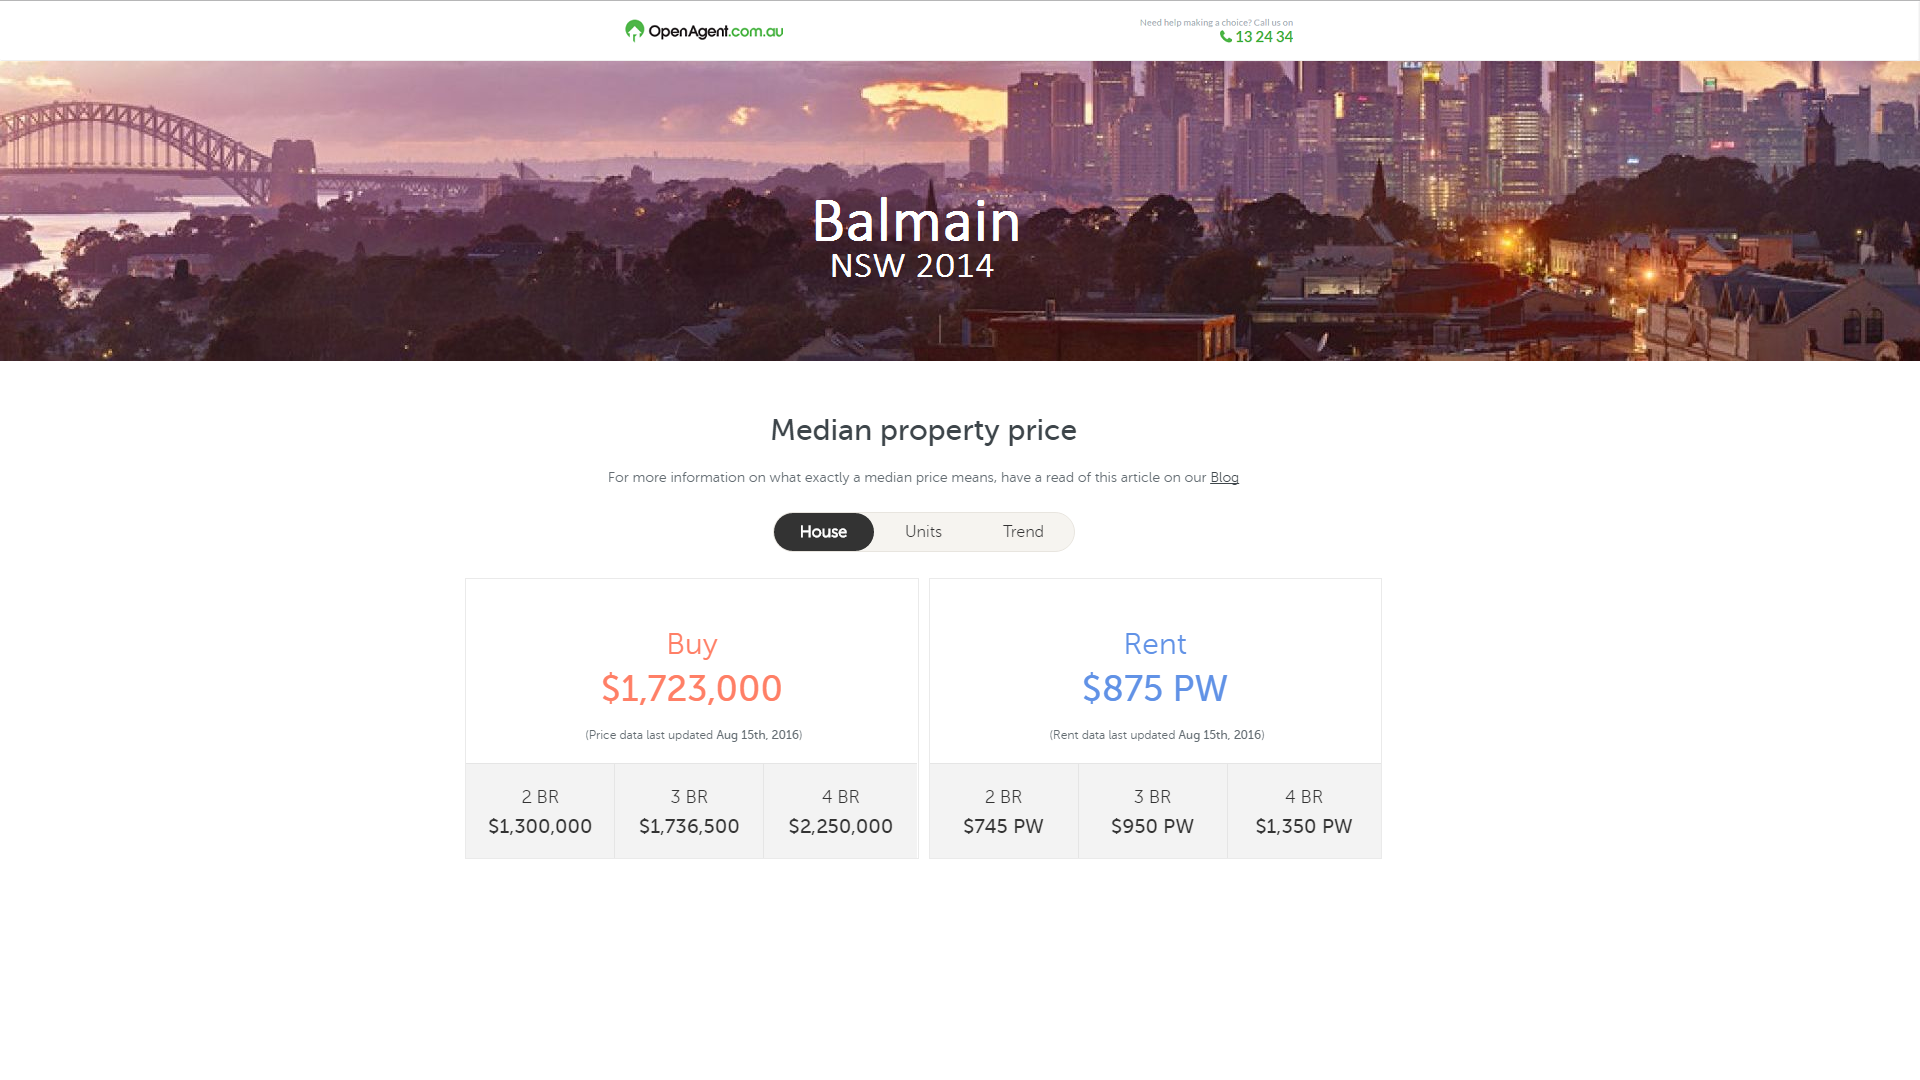 OpenAgent.com.au
Need help making a choice? Call us on
13 24 34
Balmain
NSW 2014
Median property price
For more information on what exactly a median price means, have a read of this article on our Blog
House Units Trend
Buy
$1,723,000
(Price data last updated Aug 15th, 2016)
2 BR 3 BR 4 BR
$1,300,000 $1,736,500 $2,250,000
Rent
$875 PW
(Rent data last updated Aug 15th, 2016)
2 BR 3 BR 4 BR
$745 PW $950 PW $1,350 PW